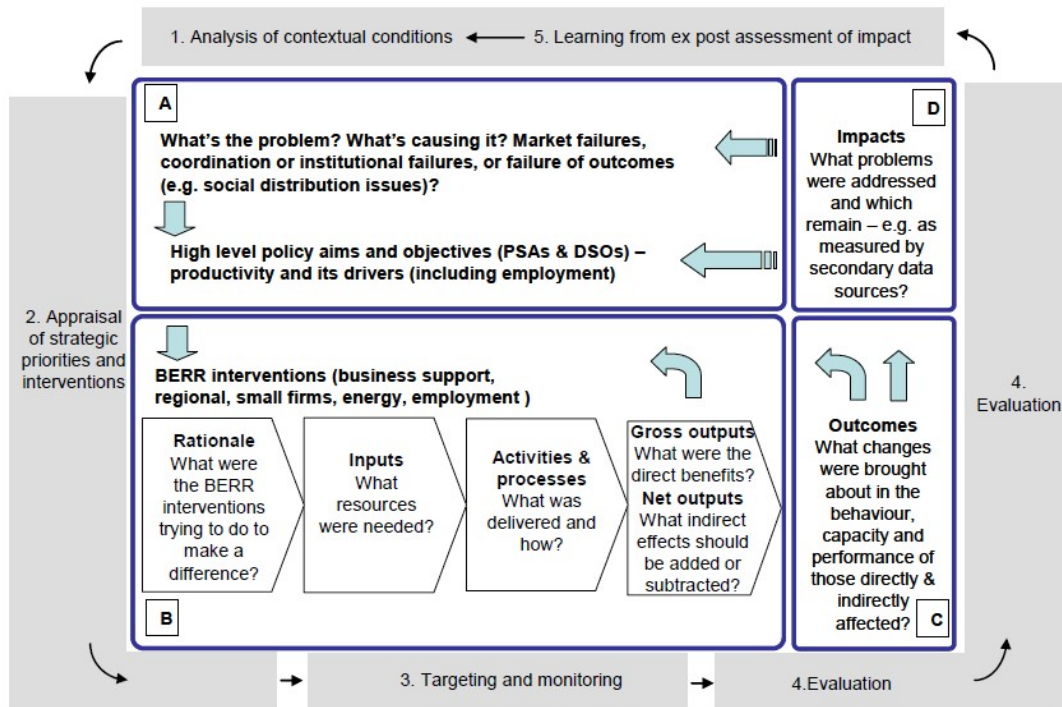 1. Analysis of contextual conditions
5. Learning from ex post assessment of impact
A
What's the problem? What's causing it? Market failures,
coordination or institutional failures, or failure of outcomes
(e.g. social distribution issues)?
High level policy aims and objectives (PSAs & DSOs) –
productivity and its drivers (including employment)
D
Impacts
What problems
were addressed
and which
remain – e.g. as
measured by
secondary data
sources?
2. Appraisal
of strategic
priorities and
interventions
BERR interventions (business support,
regional, small firms, energy, employment )
Rationale
What were
the BERR
interventions
trying to do to
make a
difference?
Inputs
What
resources
were needed?
Activities &
processes
What was
delivered and
how?
Gross outputs
What were the
direct benefits?
Net outputs
What indirect
effects should
be added or
subtracted?
B
Outcomes
What changes
were brought
about in the
behaviour,
capacity and
performance of
those directly &
indirectly
affected?
C
4.
Evaluation
3. Targeting and monitoring
4.Evaluation